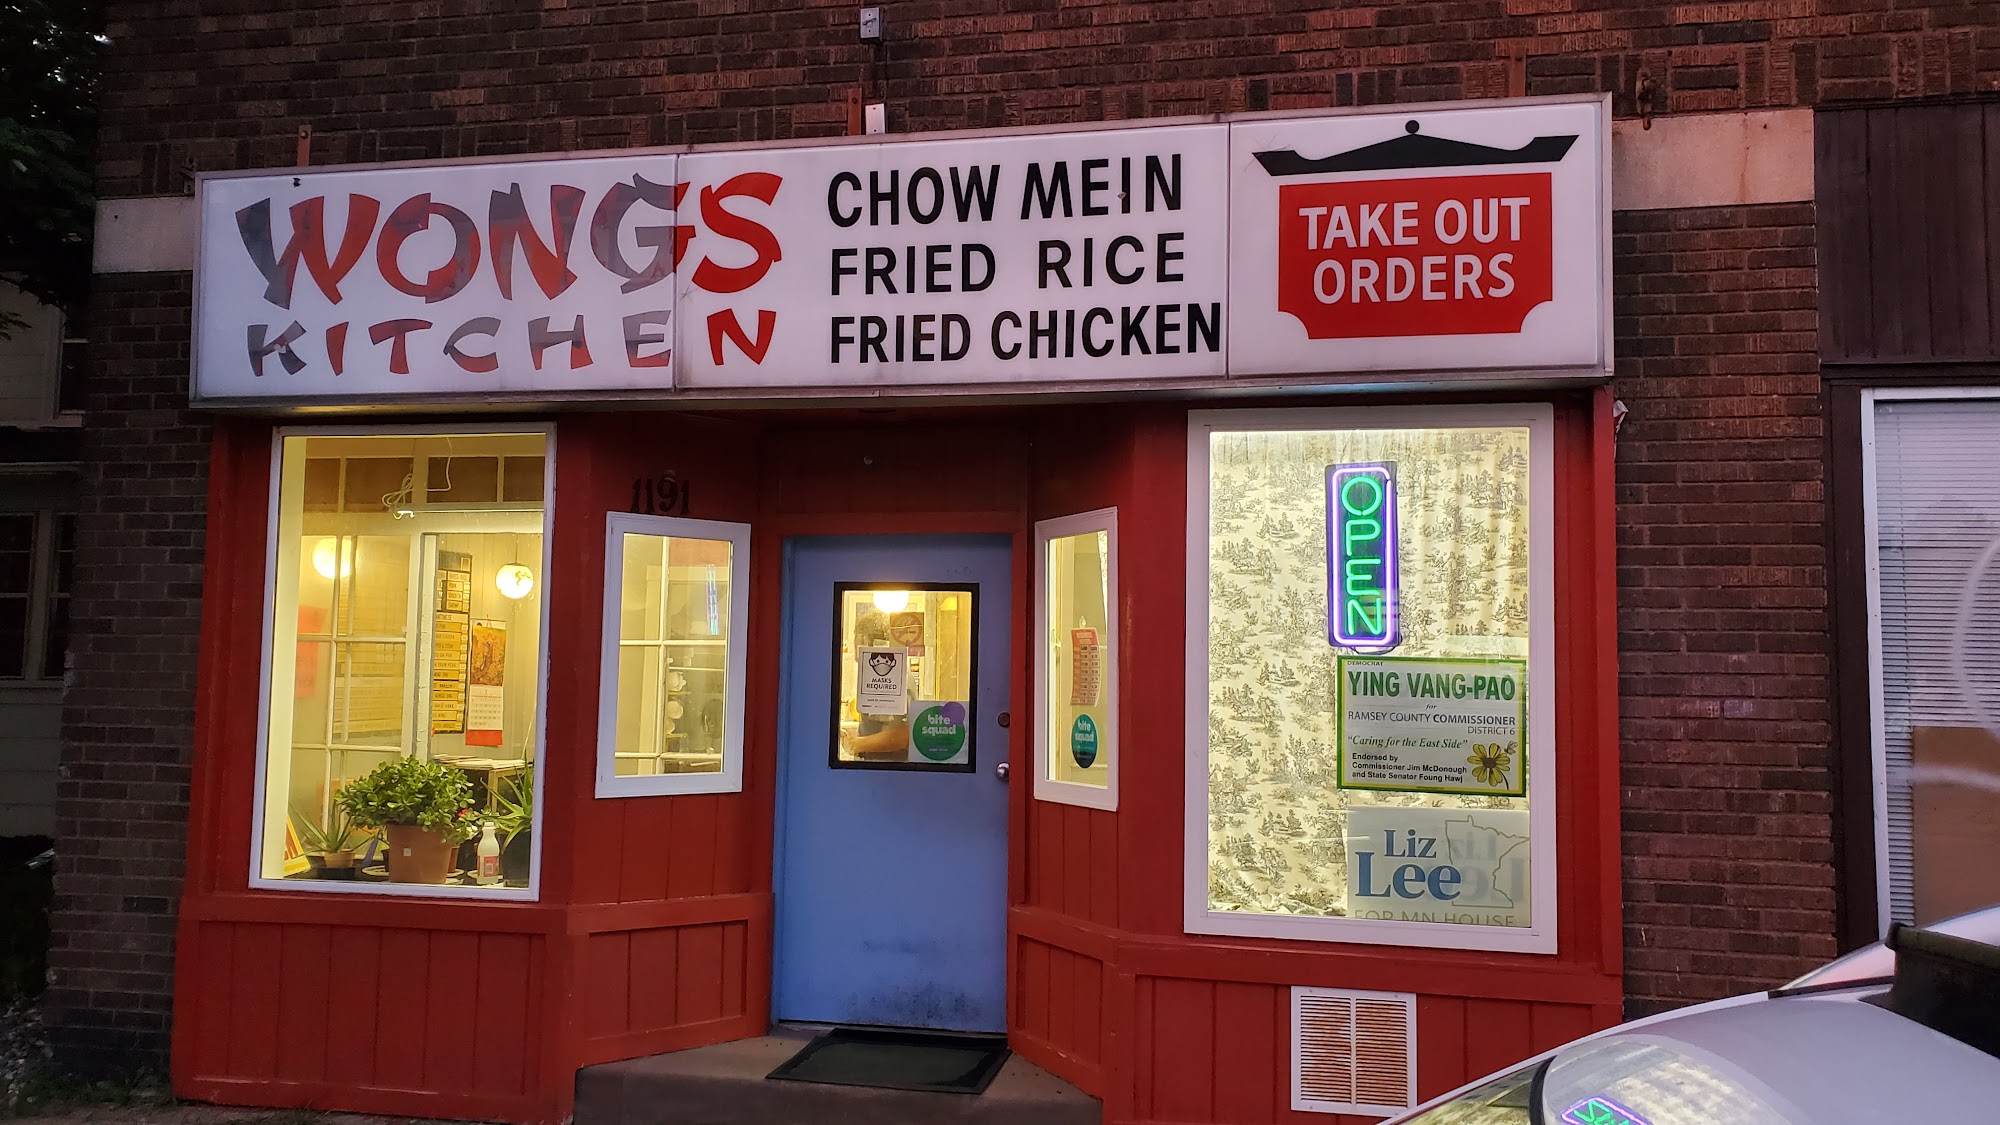 WONGS
KITCHEN
CHOW MEIN
FRIED RICE
FRIED CHICKEN
TAKE OUT
ORDERS
1191
OPEN
MASKS
REQUIRED
bite
squad
bite
squad
DEMOCRAT
YING VANG-PAO
for
RAMSEY COUNTY COMMISSIONER
DISTRICT 6
"Caring for the East Side"
Endorsed by
Commissioner Jim McDonough
and State Senator Foung Hawj
Liz
Lee
FOR MN HOUSE